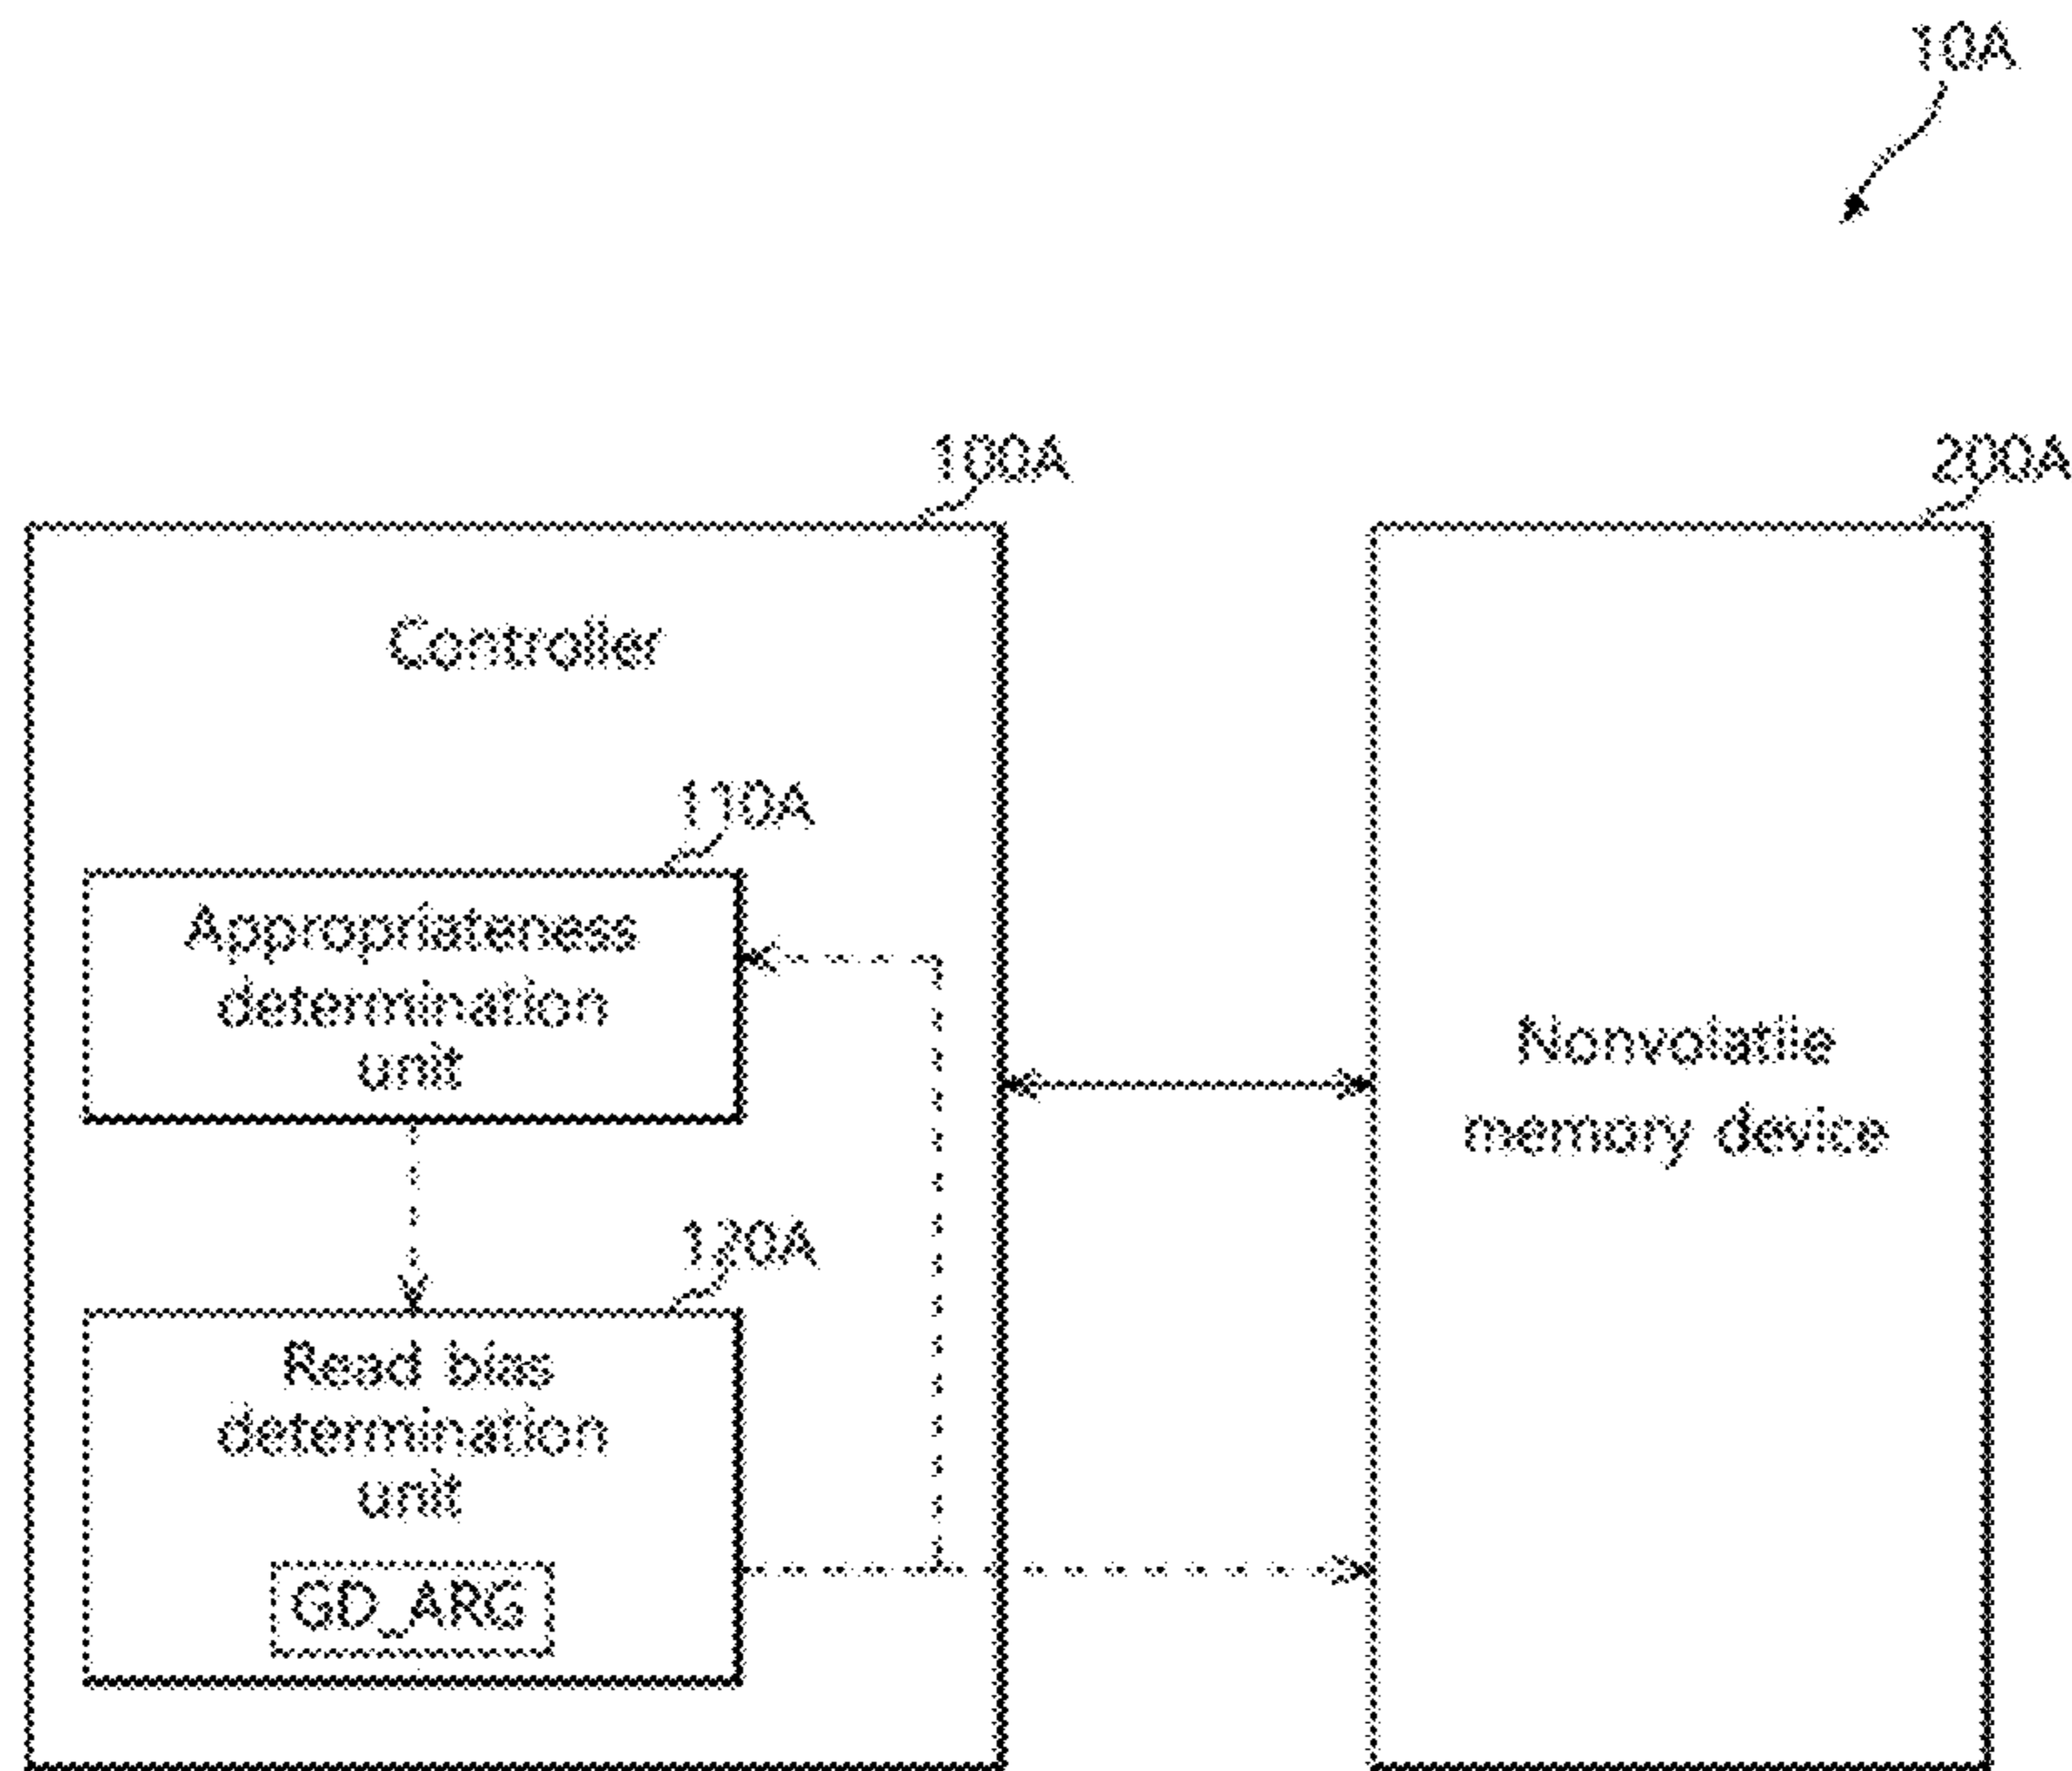 10A
100A
200A
Controller
110A
Appropriateness
determination
unit
Nonvolatile
memory device
120A
Read bias
determination
unit
GD_ARG